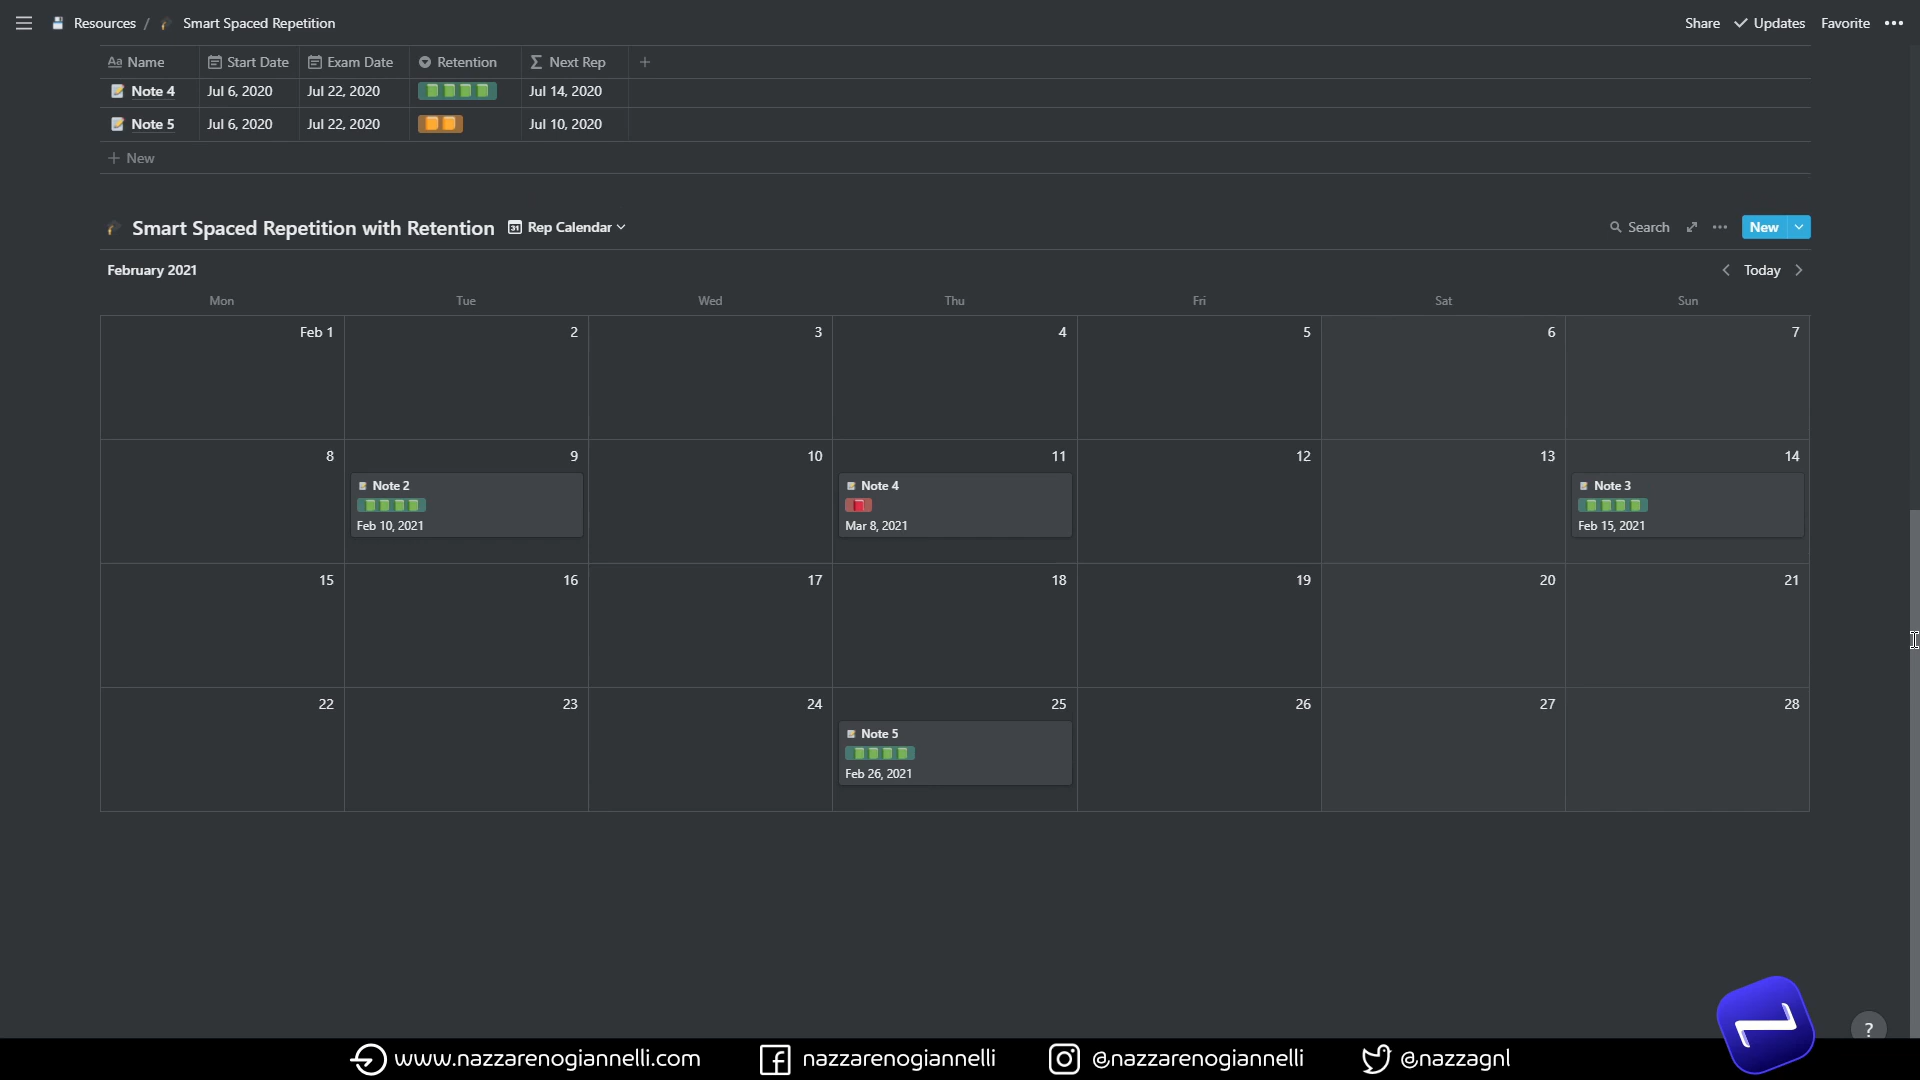 Resources / Smart Spaced Repetition
Share Updates Favorite
Aa Name Start Date Exam Date Retention Next Rep
Note 4 Jul 6, 2020 Jul 22, 2020 Jul 14, 2020
Note 5 Jul 6, 2020 Jul 22, 2020 Jul 10, 2020
+ New
Smart Spaced Repetition with Retention 31 Rep Calendar
Search New
February 2021
Today
Mon Tue Wed Thu Fri Sat Sun
Feb 1 2 3 4 5 6 7
8 9 10 11 12 13 14
Note 2 Note 4 Note 3
Feb 10, 2021 Mar 8, 2021 Feb 15, 2021
15 16 17 18 19 20 21
22 23 24 25 26 27 28
Note 5
Feb 26, 2021
?
www.nazzarenogiannelli.com nazzarenogiannelli @nazzarenogiannelli @nazzagnl